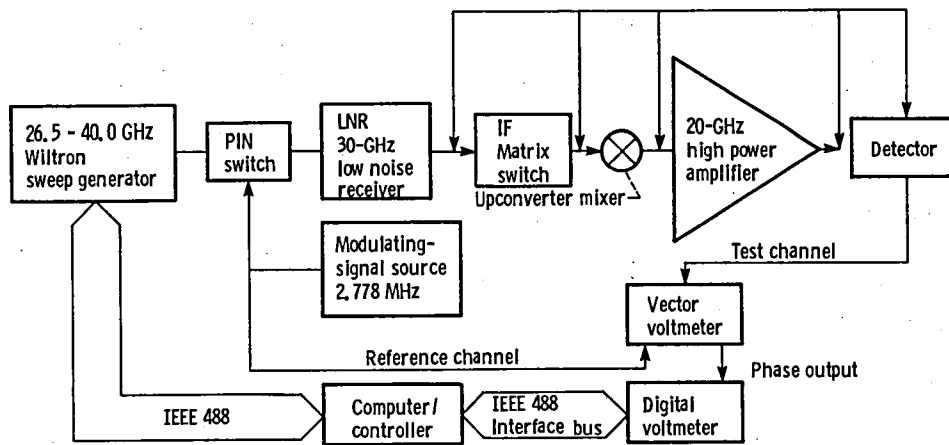 26.5 - 40.0 GHz
Wiltron
sweep generator
PIN
switch
LNR
30-GHz
low noise
receiver
IF
Matrix
switch
Upconverter mixer
20-GHz
high power
amplifier
Detector
Modulating-
signal source
2.778 MHz
Test channel
Vector
voltmeter
Reference channel
Phase output
IEEE 488
Computer/
controller
IEEE 488
Interface bus
Digital
voltmeter